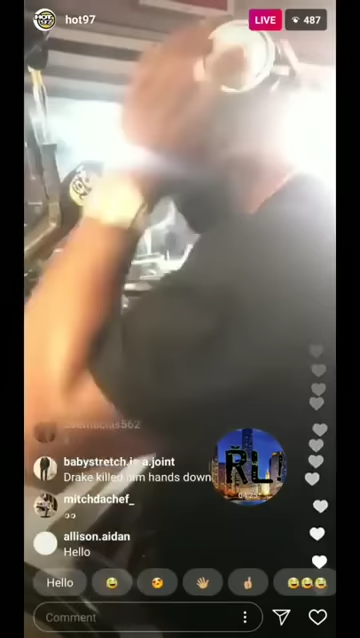 hot97
LIVE
487
babystretch.is.a.joint
Drake killed him hands down
RL!
mitchdachef_
allison.aidan
Hello
Hello
Comment